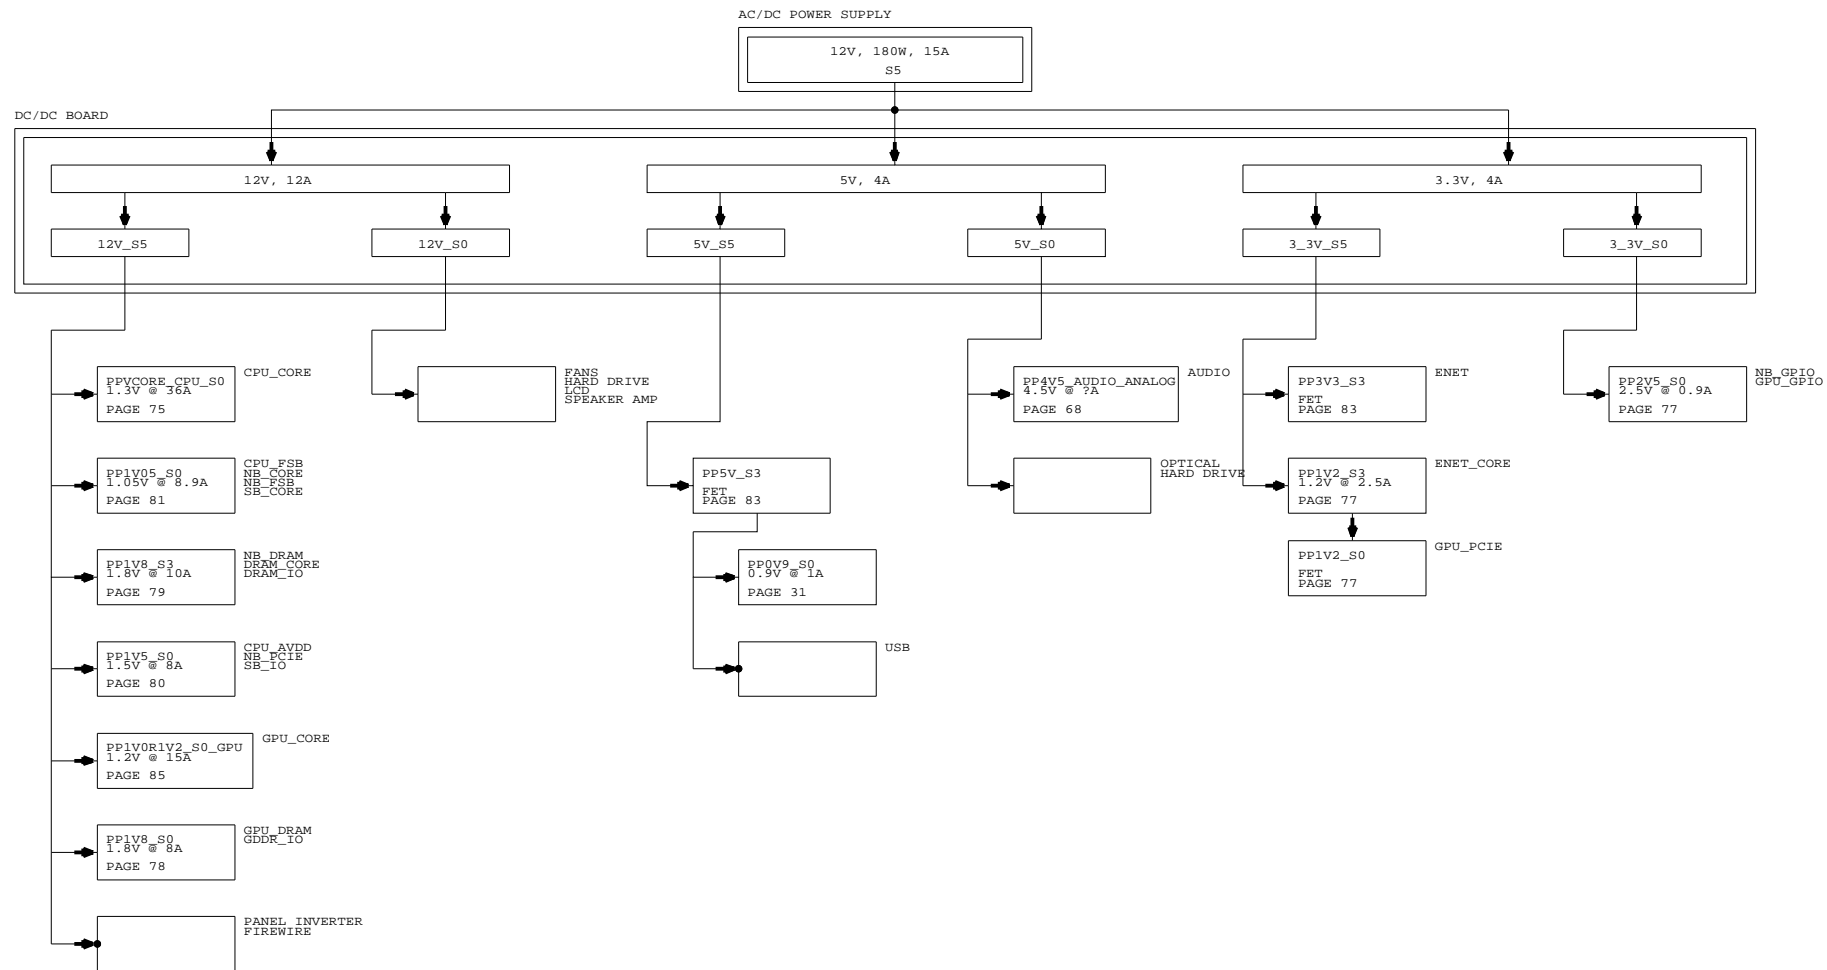 AC/DC POWER SUPPLY
12V, 180W, 15A
S5
DC/DC BOARD
12V, 12A
5V, 4A
3.3V, 4A
12V_S5
12V_S0
5V_S5
5V_S0
3_3V_S5
3_3V_S0
PPVCORE_CPU_S0
1.3V @ 36A
PAGE 75
CPU_CORE
FANS
HARD DRIVE
LCD
SPEAKER AMP
PP4V5_AUDIO_ANALOG
4.5V @ ?A
PAGE 68
AUDIO
PP3V3_S3
FET
PAGE 83
ENET
PP2V5_S0
2.5V @ 0.9A
PAGE 77
NB_GPIO
GPU_GPIO
PP1V05_S0
1.05V @ 8.9A
PAGE 81
CPU_FSB
NB_CORE
NB_FSB
SB_CORE
PP5V_S3
FET
PAGE 83
OPTICAL
HARD DRIVE
PP1V2_S3
1.2V @ 2.5A
PAGE 77
ENET_CORE
PP1V8_S3
1.8V @ 10A
PAGE 79
NB_DRAM
DRAM_CORE
DRAM_IO
PP0V9_S0
0.9V @ 1A
PAGE 31
PP1V2_S0
FET
PAGE 77
GPU_PCIE
PP1V5_S0
1.5V @ 8A
PAGE 80
CPU_AVDD
NB_PCIE
SB_IO
USB
PP1V0R1V2_S0_GPU
1.2V @ 15A
PAGE 85
GPU_CORE
PP1V8_S0
1.8V @ 8A
PAGE 78
GPU_DRAM
GDDR_IO
PANEL INVERTER
FIREWIRE